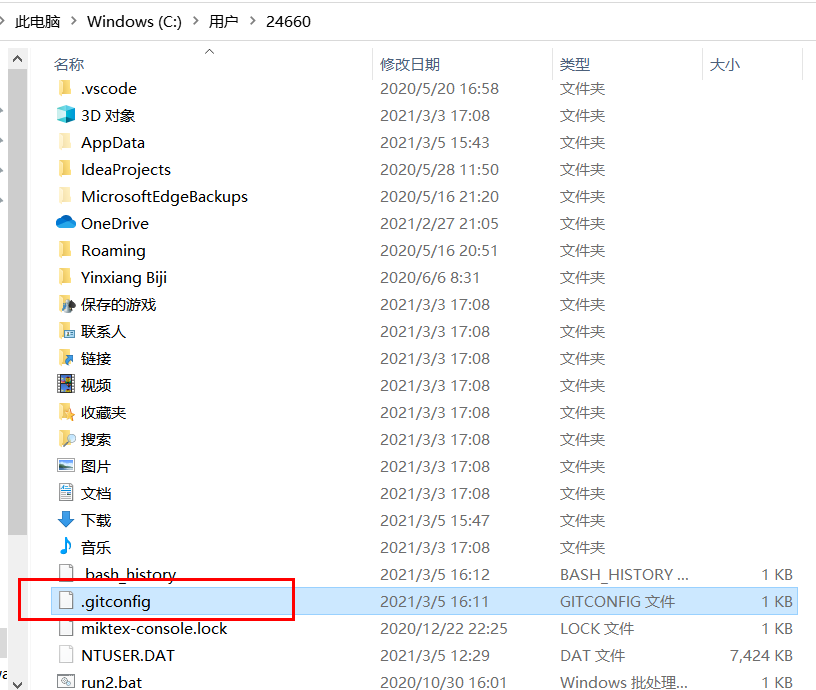 此电脑 > Windows (C:) > 用户 > 24660
名称 修改日期 类型 大小
.vscode 2020/5/20 16:58 文件夹
3D 对象 2021/3/3 17:08 文件夹
AppData 2021/3/5 15:43 文件夹
IdeaProjects 2020/5/28 11:50 文件夹
MicrosoftEdgeBackups 2020/5/16 21:20 文件夹
OneDrive 2021/2/27 21:05 文件夹
Roaming 2020/5/16 20:51 文件夹
Yinxiang Biji 2020/6/6 8:31 文件夹
保存的游戏 2021/3/3 17:08 文件夹
联系人 2021/3/3 17:08 文件夹
链接 2021/3/3 17:08 文件夹
视频 2021/3/3 17:08 文件夹
收藏夹 2021/3/3 17:08 文件夹
搜索 2021/3/3 17:08 文件夹
图片 2021/3/3 17:08 文件夹
文档 2021/3/3 17:08 文件夹
下载 2021/3/5 15:47 文件夹
音乐 2021/3/3 17:08 文件夹
.bash_history 2021/3/5 16:12 BASH_HISTORY ... 1 KB
.gitconfig 2021/3/5 16:11 GITCONFIG 文件 1 KB
miktex-console.lock 2020/12/22 22:25 LOCK 文件 1 KB
NTUSER.DAT 2021/3/5 12:29 DAT 文件 7,424 KB
run2.bat 2020/10/30 16:01 Windows 批处理... 1 KB